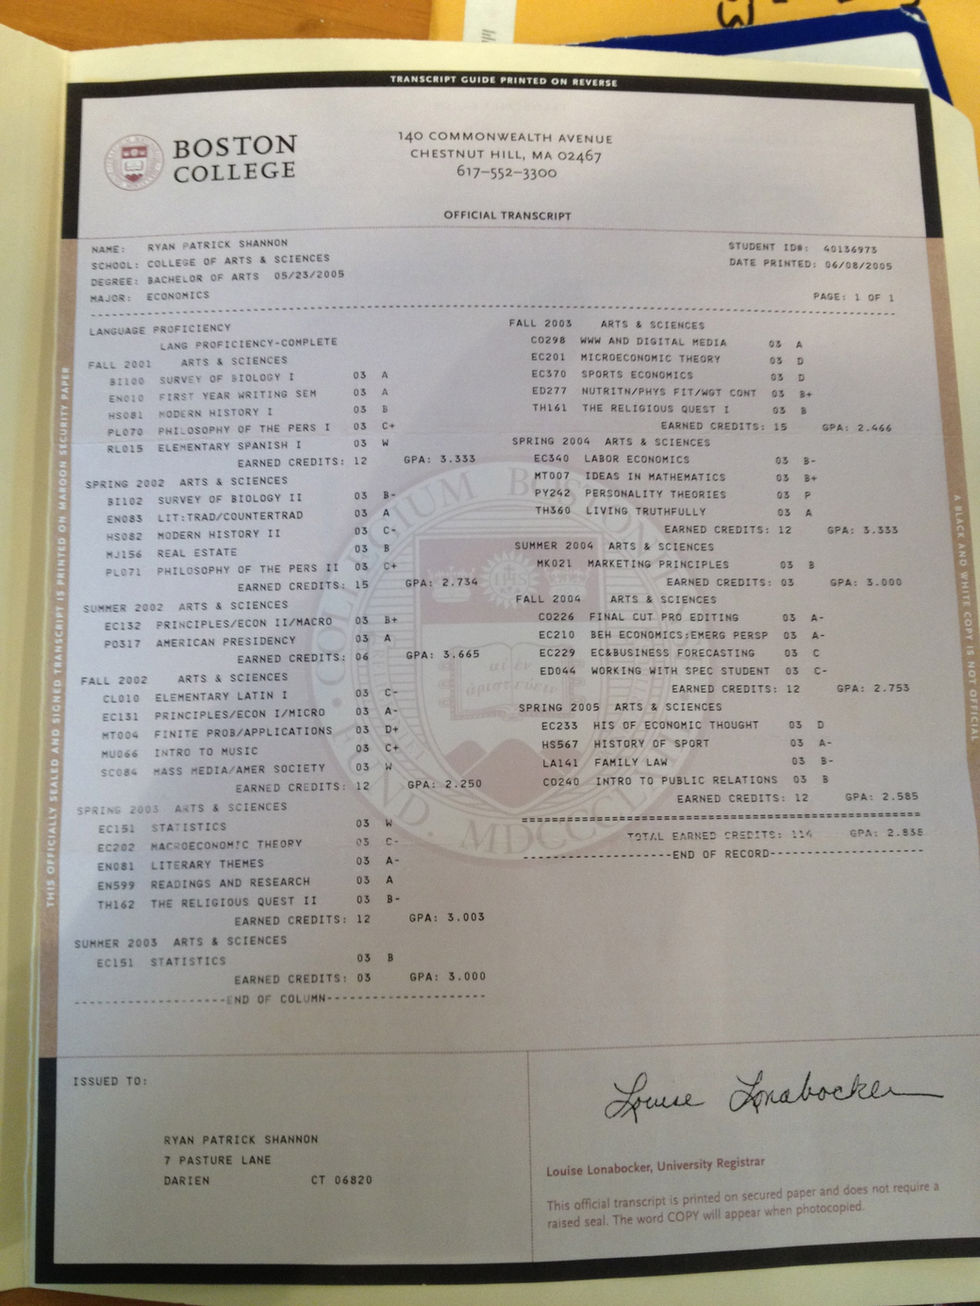 TRANSCRIPT GUIDE PRINTED ON REVERSE
BOSTON
COLLEGE
140 COMMONWEALTH AVENUE
CHESTNUT HILL, MA 02467
617–552–3300
OFFICIAL TRANSCRIPT
NAME: RYAN PATRICK SHANNON
SCHOOL: COLLEGE OF ARTS & SCIENCES
DEGREE: BACHELOR OF ARTS 05/23/2005
MAJOR: ECONOMICS
STUDENT ID#: 40136973
DATE PRINTED: 06/08/2005
PAGE: 1 OF 1
LANGUAGE PROFICIENCY
LANG PROFICIENCY-COMPLETE
FALL 2001 ARTS & SCIENCES
BI100 SURVEY OF BIOLOGY I 03 A
EN010 FIRST YEAR WRITING SEM 03 A
HS081 MODERN HISTORY I 03 B
PL070 PHILOSOPHY OF THE PERS I 03 C+
RL015 ELEMENTARY SPANISH I 03 W
EARNED CREDITS: 12 GPA: 3.333
SPRING 2002 ARTS & SCIENCES
BI102 SURVEY OF BIOLOGY II 03 B-
EN083 LIT:TRAD/COUNTERTRAD 03 A
HS082 MODERN HISTORY II 03 C-
MJ156 REAL ESTATE 03 B
PL071 PHILOSOPHY OF THE PERS II 03 C+
EARNED CREDITS: 15 GPA: 2.734
SUMMER 2002 ARTS & SCIENCES
EC132 PRINCIPLES/ECON II/MACRO 03 B+
PO317 AMERICAN PRESIDENCY 03 A
EARNED CREDITS: 06 GPA: 3.665
FALL 2002 ARTS & SCIENCES
CL010 ELEMENTARY LATIN I 03 C-
EC131 PRINCIPLES/ECON I/MICRO 03 A-
MT004 FINITE PROB/APPLICATIONS 03 D+
MU066 INTRO TO MUSIC 03 C+
SC084 MASS MEDIA/AMER SOCIETY 03 W
EARNED CREDITS: 12 GPA: 2.250
SPRING 2003 ARTS & SCIENCES
EC151 STATISTICS 03 W
EC202 MACROECONOMIC THEORY 03 C-
EN081 LITERARY THEMES 03 A-
EN599 READINGS AND RESEARCH 03 A
TH162 THE RELIGIOUS QUEST II 03 B-
EARNED CREDITS: 12 GPA: 3.003
SUMMER 2003 ARTS & SCIENCES
EC151 STATISTICS 03 B
EARNED CREDITS: 03 GPA: 3.000
-------------------END OF COLUMN--------------------
FALL 2003 ARTS & SCIENCES
CO298 WWW AND DIGITAL MEDIA 03 A
EC201 MICROECONOMIC THEORY 03 D
EC370 SPORTS ECONOMICS 03 D
ED277 NUTRITN/PHYS FIT/WGT CONT 03 B+
TH161 THE RELIGIOUS QUEST I 03 B
EARNED CREDITS: 15 GPA: 2.466
SPRING 2004 ARTS & SCIENCES
EC340 LABOR ECONOMICS 03 B-
MT007 IDEAS IN MATHEMATICS 03 B+
PY242 PERSONALITY THEORIES 03 P
TH360 LIVING TRUTHFULLY 03 A
EARNED CREDITS: 12 GPA: 3.333
SUMMER 2004 ARTS & SCIENCES
MK021 MARKETING PRINCIPLES 03 B
EARNED CREDITS: 03 GPA: 3.000
FALL 2004 ARTS & SCIENCES
CO226 FINAL CUT PRO EDITING 03 A-
EC210 BEH ECONOMICS:EMERG PERSP 03 A-
EC229 EC&BUSINESS FORECASTING 03 C
ED044 WORKING WITH SPEC STUDENT 03 C-
EARNED CREDITS: 12 GPA: 2.753
SPRING 2005 ARTS & SCIENCES
EC233 HIS OF ECONOMIC THOUGHT 03 D
HS567 HISTORY OF SPORT 03 A-
LA141 FAMILY LAW 03 B-
CO240 INTRO TO PUBLIC RELATIONS 03 B
EARNED CREDITS: 12 GPA: 2.585
TOTAL EARNED CREDITS: 114 GPA: 2.835
-------------------END OF RECORD-------------------
THIS OFFICIALLY SEALED AND SIGNED TRANSCRIPT IS PRINTED ON MAROON SECURITY PAPER
A BLACK AND WHITE COPY IS NOT OFFICIAL
ISSUED TO:
RYAN PATRICK SHANNON
7 PASTURE LANE
DARIEN CT 06820
Louise Lonabocker
Louise Lonabocker, University Registrar
This official transcript is printed on secured paper and does not require a
raised seal. The word COPY will appear when photocopied.